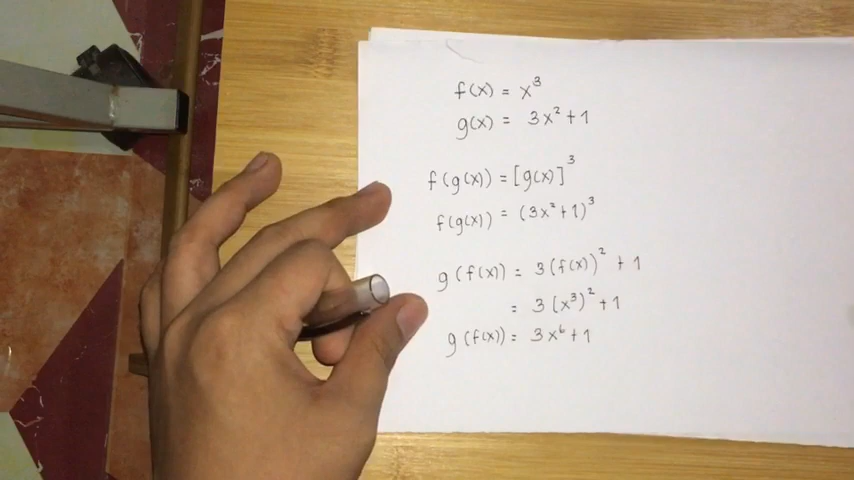 f(x) = x³
g(x) = 3x²+1
f(g(x)) = [g(x)]³
f(g(x)) = (3x²+1)³
g(f(x)) = 3(f(x))²+1
= 3(x³)²+1
g(f(x)) = 3x⁶+1